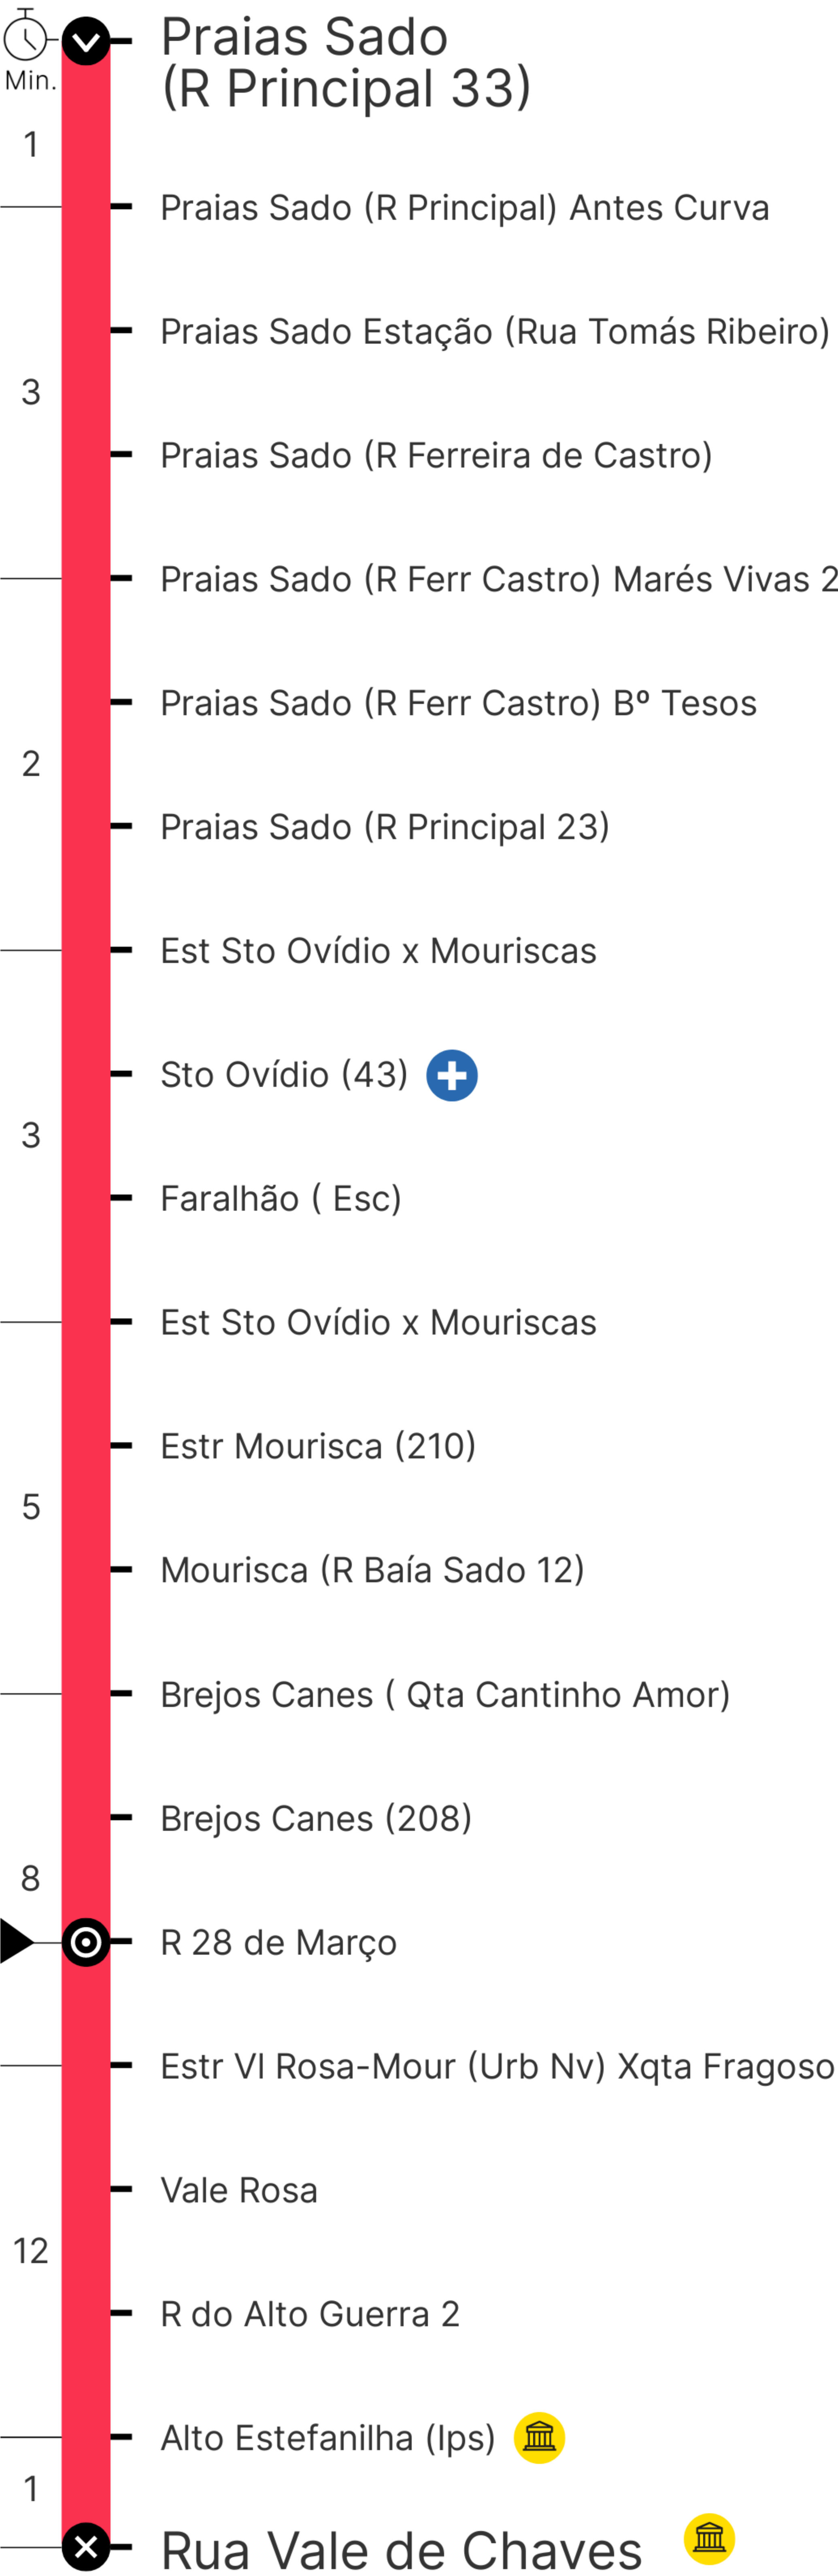 Praias Sado
(R Principal 33)
Min.
1
Praias Sado (R Principal) Antes Curva
Praias Sado Estação (Rua Tomás Ribeiro)
3
Praias Sado (R Ferreira de Castro)
Praias Sado (R Ferr Castro) Marés Vivas 2
Praias Sado (R Ferr Castro) Bº Tesos
2
Praias Sado (R Principal 23)
Est Sto Ovídio x Mouriscas
Sto Ovídio (43)
3
Faralhão ( Esc)
Est Sto Ovídio x Mouriscas
Estr Mourisca (210)
5
Mourisca (R Baía Sado 12)
Brejos Canes ( Qta Cantinho Amor)
Brejos Canes (208)
8
R 28 de Março
Estr Vl Rosa-Mour (Urb Nv) Xqta Fragoso
Vale Rosa
12
R do Alto Guerra 2
Alto Estefanilha (Ips)
1
Rua Vale de Chaves